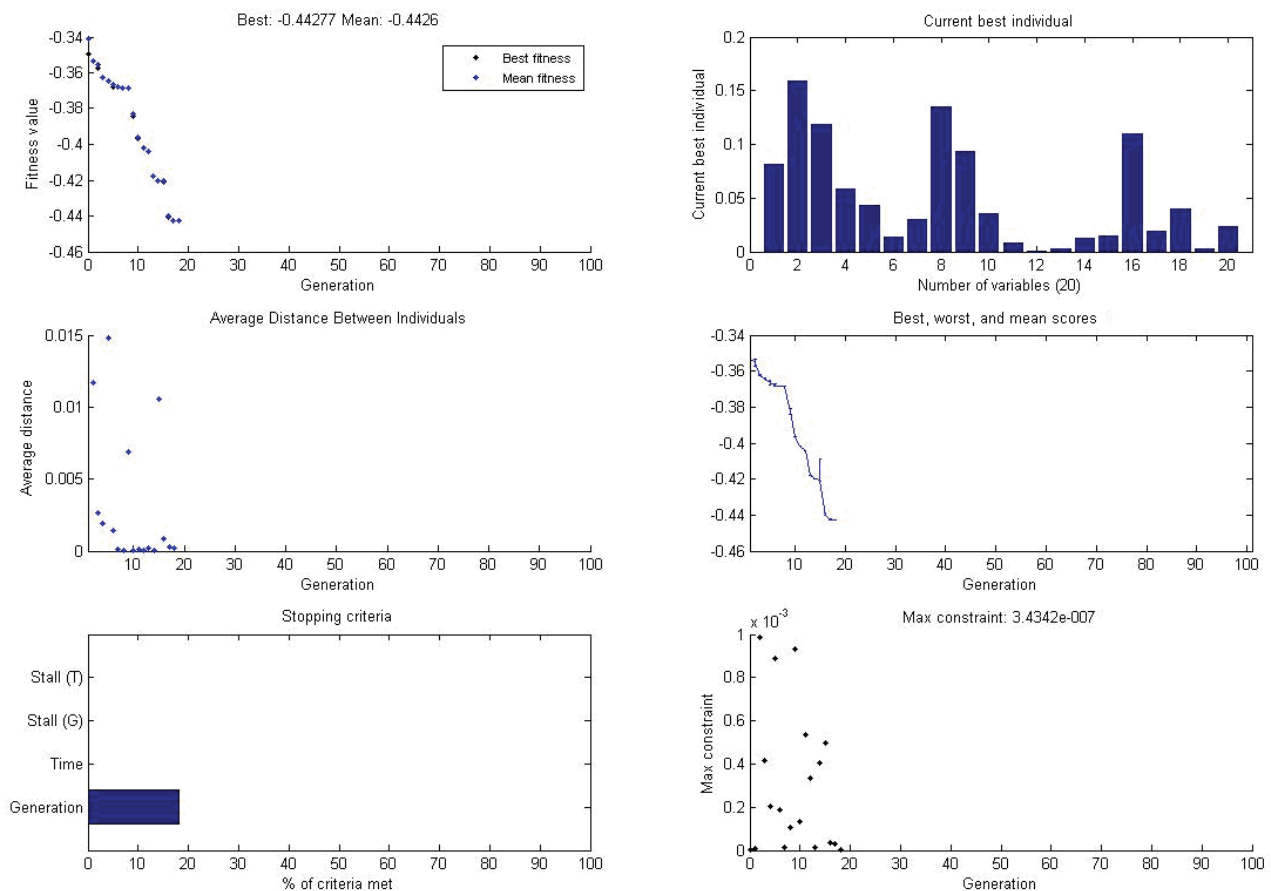 Best: -0.44277 Mean: -0.4426
-0.34
-0.36
-0.38
-0.4
-0.42
-0.44
-0.46
Fitness value
Best fitness
Mean fitness
0 10 20 30 40 50 60 70 80 90 100
Generation
Current best individual
0.2
0.15
0.1
0.05
0
Current best individual
0 2 4 6 8 10 12 14 16 18 20
Number of variables (20)
Average Distance Between Individuals
0.015
0.01
0.005
0
Average distance
10 20 30 40 50 60 70 80 90 100
Generation
Best, worst, and mean scores
-0.34
-0.36
-0.38
-0.4
-0.42
-0.44
-0.46
10 20 30 40 50 60 70 80 90 100
Generation
Stopping criteria
Stall (T)
Stall (G)
Time
Generation
0 10 20 30 40 50 60 70 80 90 100
% of criteria met
Max constraint: 3.4342e-007
x 10-3
1
0.8
0.6
0.4
0.2
0
Max constraint
0 10 20 30 40 50 60 70 80 90 100
Generation